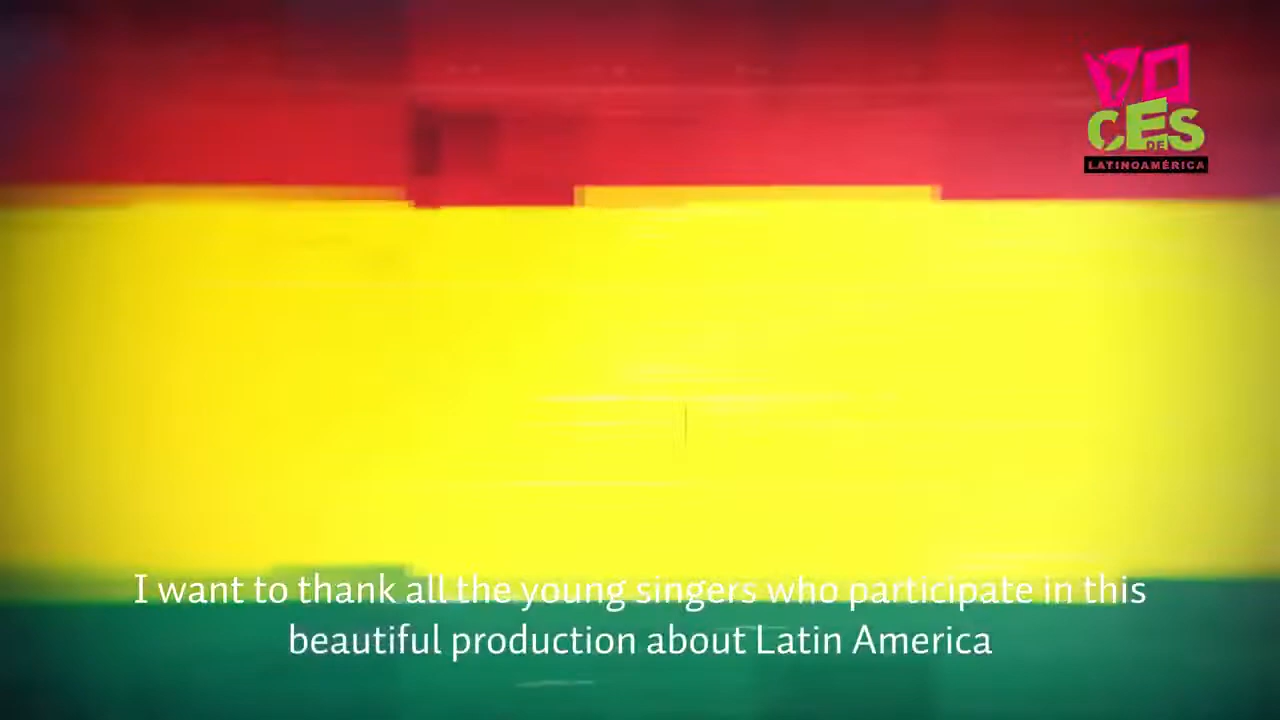 VO
CES
DE
LATINOAMÉRICA
I want to thank all the young singers who participate in this
beautiful production about Latin America